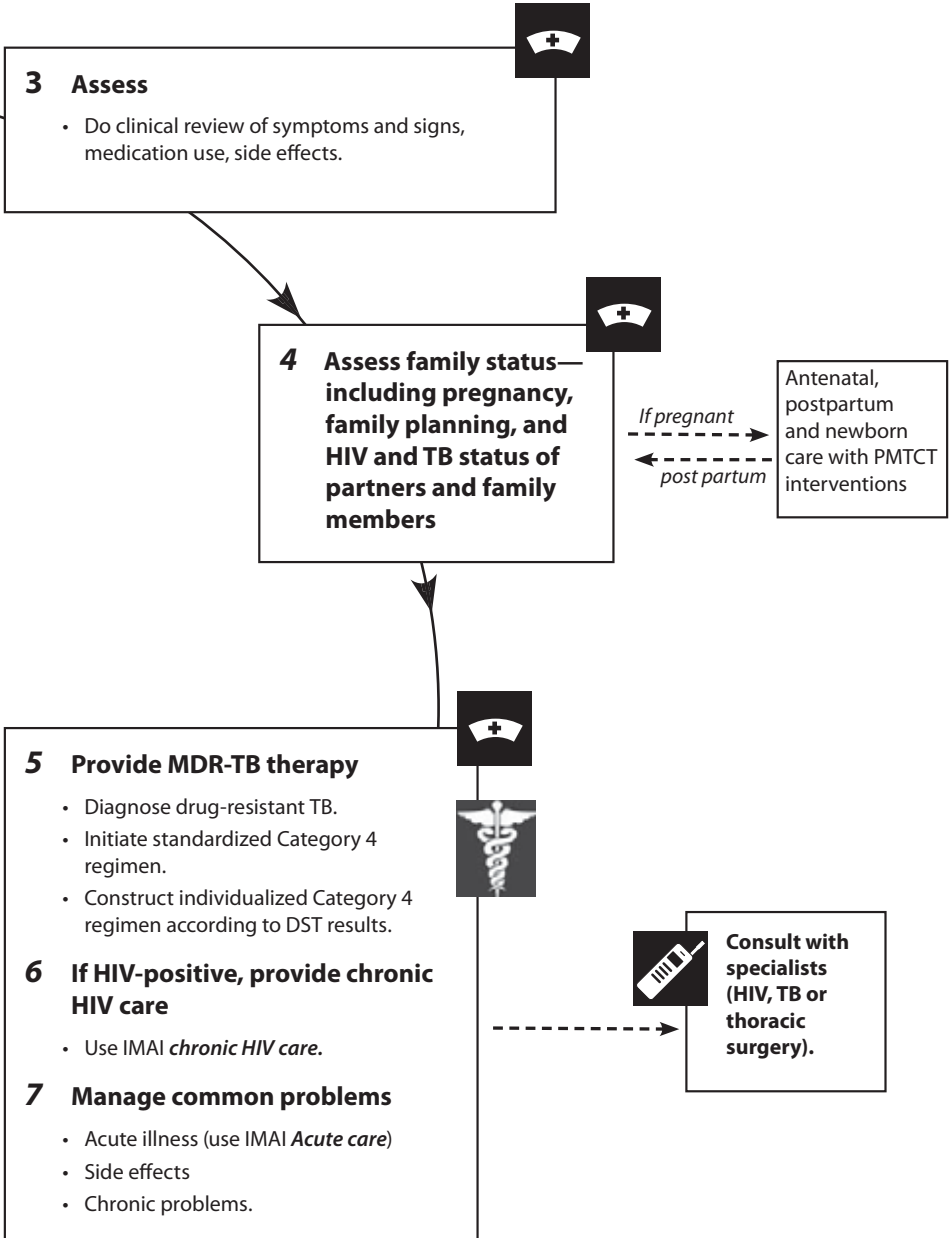 3 Assess
• Do clinical review of symptoms and signs,
medication use, side effects.
4 Assess family status—
including pregnancy,
family planning, and
HIV and TB status of
partners and family
members
If pregnant
post partum
Antenatal,
postpartum
and newborn
care with PMTCT
interventions
5 Provide MDR-TB therapy
• Diagnose drug-resistant TB.
• Initiate standardized Category 4
regimen.
• Construct individualized Category 4
regimen according to DST results.
6 If HIV-positive, provide chronic
HIV care
• Use IMAI chronic HIV care.
7 Manage common problems
• Acute illness (use IMAI Acute care)
• Side effects
• Chronic problems.
Consult with
specialists
(HIV, TB or
thoracic
surgery).